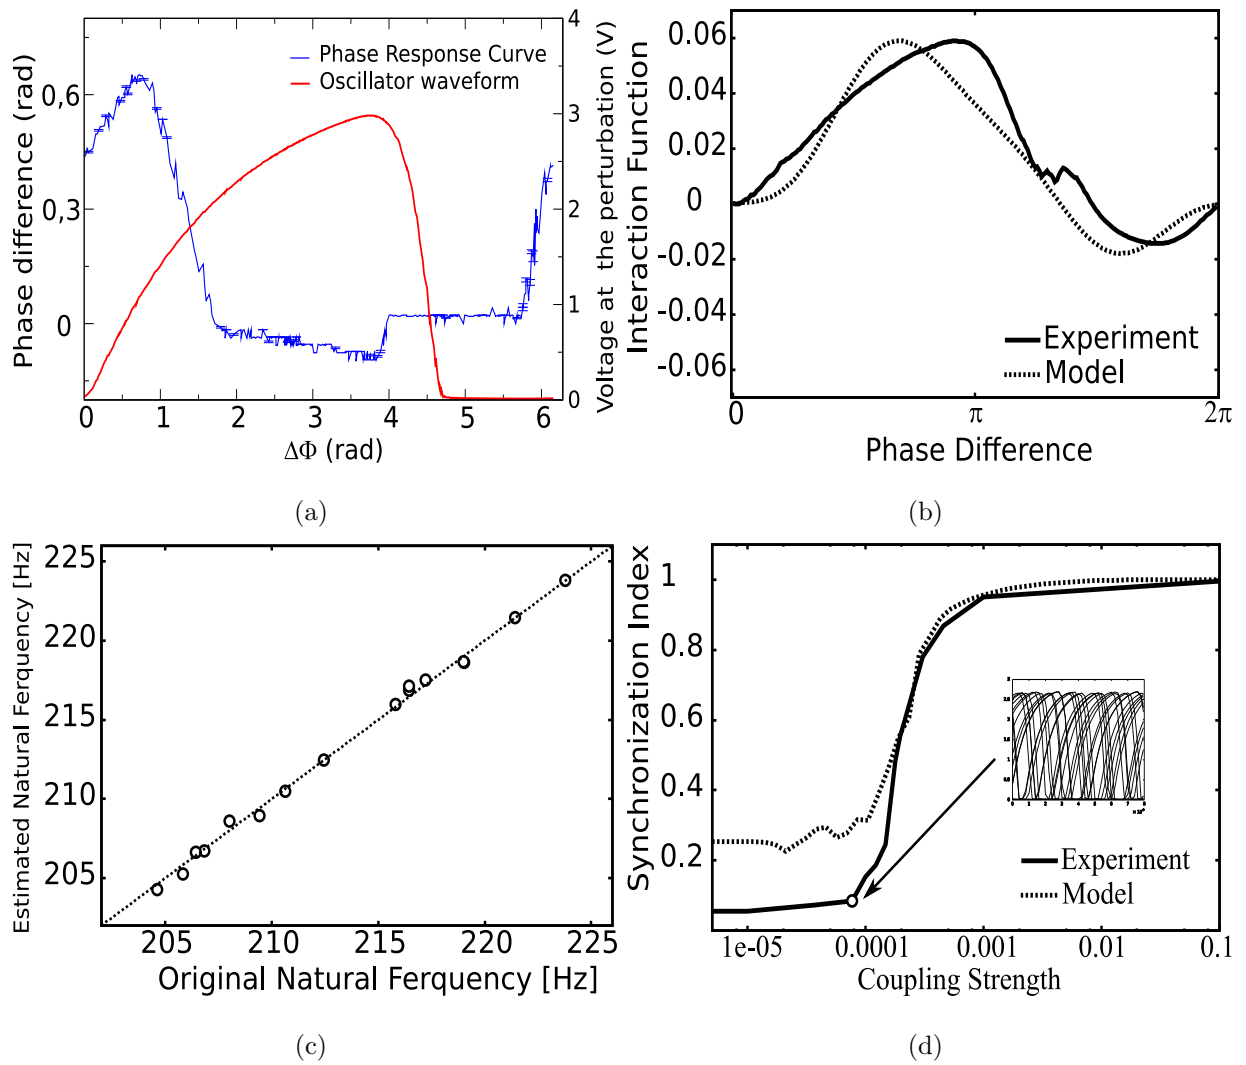 Phase Response Curve
Oscillator waveform
Phase difference (rad)
0,6
0,3
0
4
3
2
1
0
Voltage at the perturbation (V)
0 1 2 3 4 5 6
ΔΦ (rad)
(a)
Interaction Function
0.06
0.04
0.02
0
-0.02
-0.04
-0.06
Experiment
Model
0 π 2π
Phase Difference
(b)
Estimated Natural Ferquency [Hz]
225
220
215
210
205
205 210 215 220 225
Original Natural Ferquency [Hz]
(c)
Synchronization Index
1
0.8
0.6
0.4
0.2
Experiment
Model
1e-05 0.0001 0.001 0.01 0.1
Coupling Strength
(d)